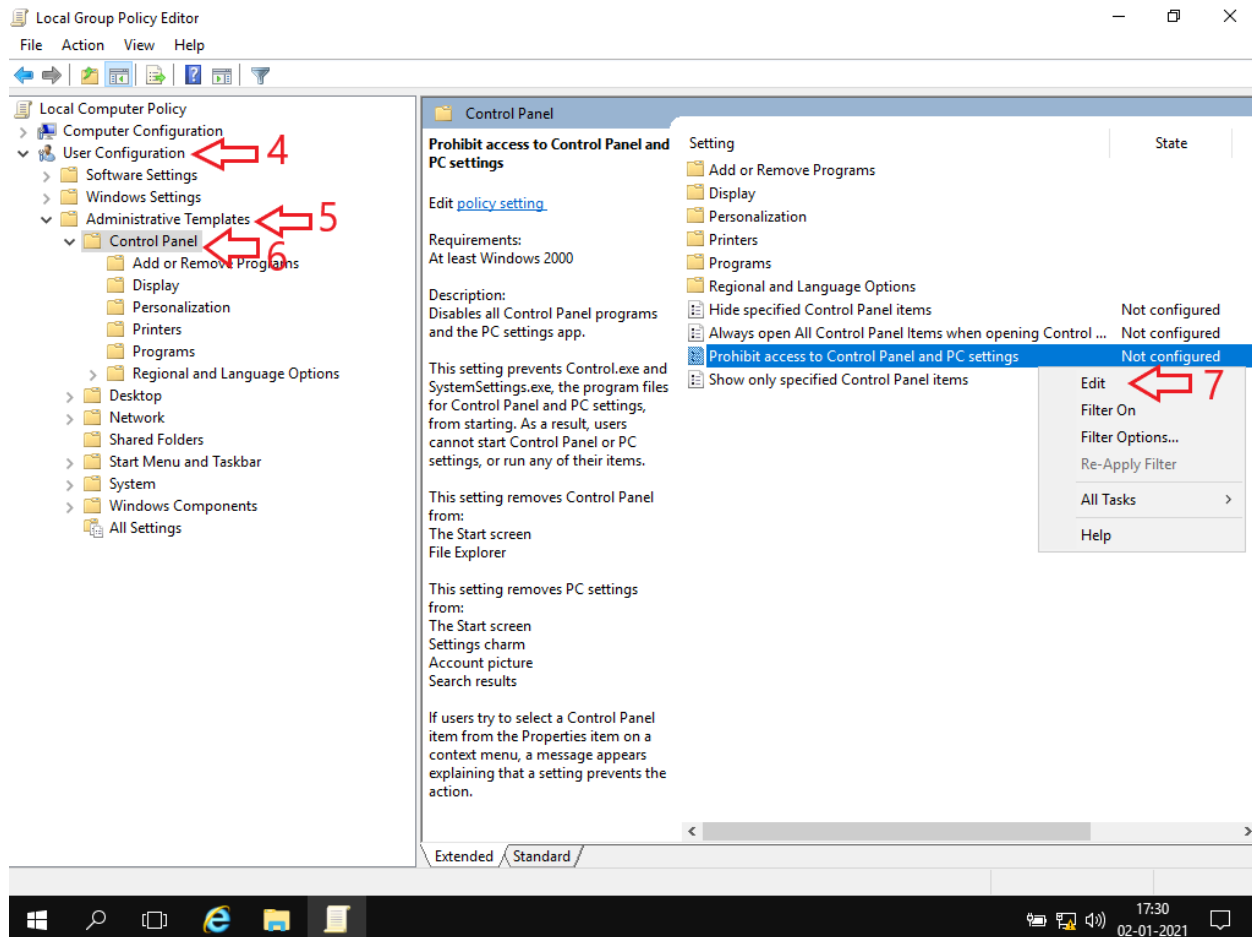 Local Group Policy Editor
File Action View Help
Local Computer Policy
Computer Configuration
User Configuration 4
Software Settings
Windows Settings
Administrative Templates 5
Control Panel 6
Add or Remove Programs
Display
Personalization
Printers
Programs
Regional and Language Options
Desktop
Network
Shared Folders
Start Menu and Taskbar
System
Windows Components
All Settings
Control Panel
Prohibit access to Control Panel and
PC settings
Edit policy setting
Requirements:
At least Windows 2000
Description:
Disables all Control Panel programs
and the PC settings app.
This setting prevents Control.exe and
SystemSettings.exe, the program files
for Control Panel and PC settings,
from starting. As a result, users
cannot start Control Panel or PC
settings, or run any of their items.
This setting removes Control Panel
from:
The Start screen
File Explorer
This setting removes PC settings
from:
The Start screen
Settings charm
Account picture
Search results
If users try to select a Control Panel
item from the Properties item on a
context menu, a message appears
explaining that a setting prevents the
action.
Setting State
Add or Remove Programs
Display
Personalization
Printers
Programs
Regional and Language Options
Hide specified Control Panel items Not configured
Always open All Control Panel Items when opening Control ... Not configured
Prohibit access to Control Panel and PC settings Not configured
Show only specified Control Panel items
Edit 7
Filter On
Filter Options...
Re-Apply Filter
All Tasks
Help
Extended Standard
17:30
02-01-2021